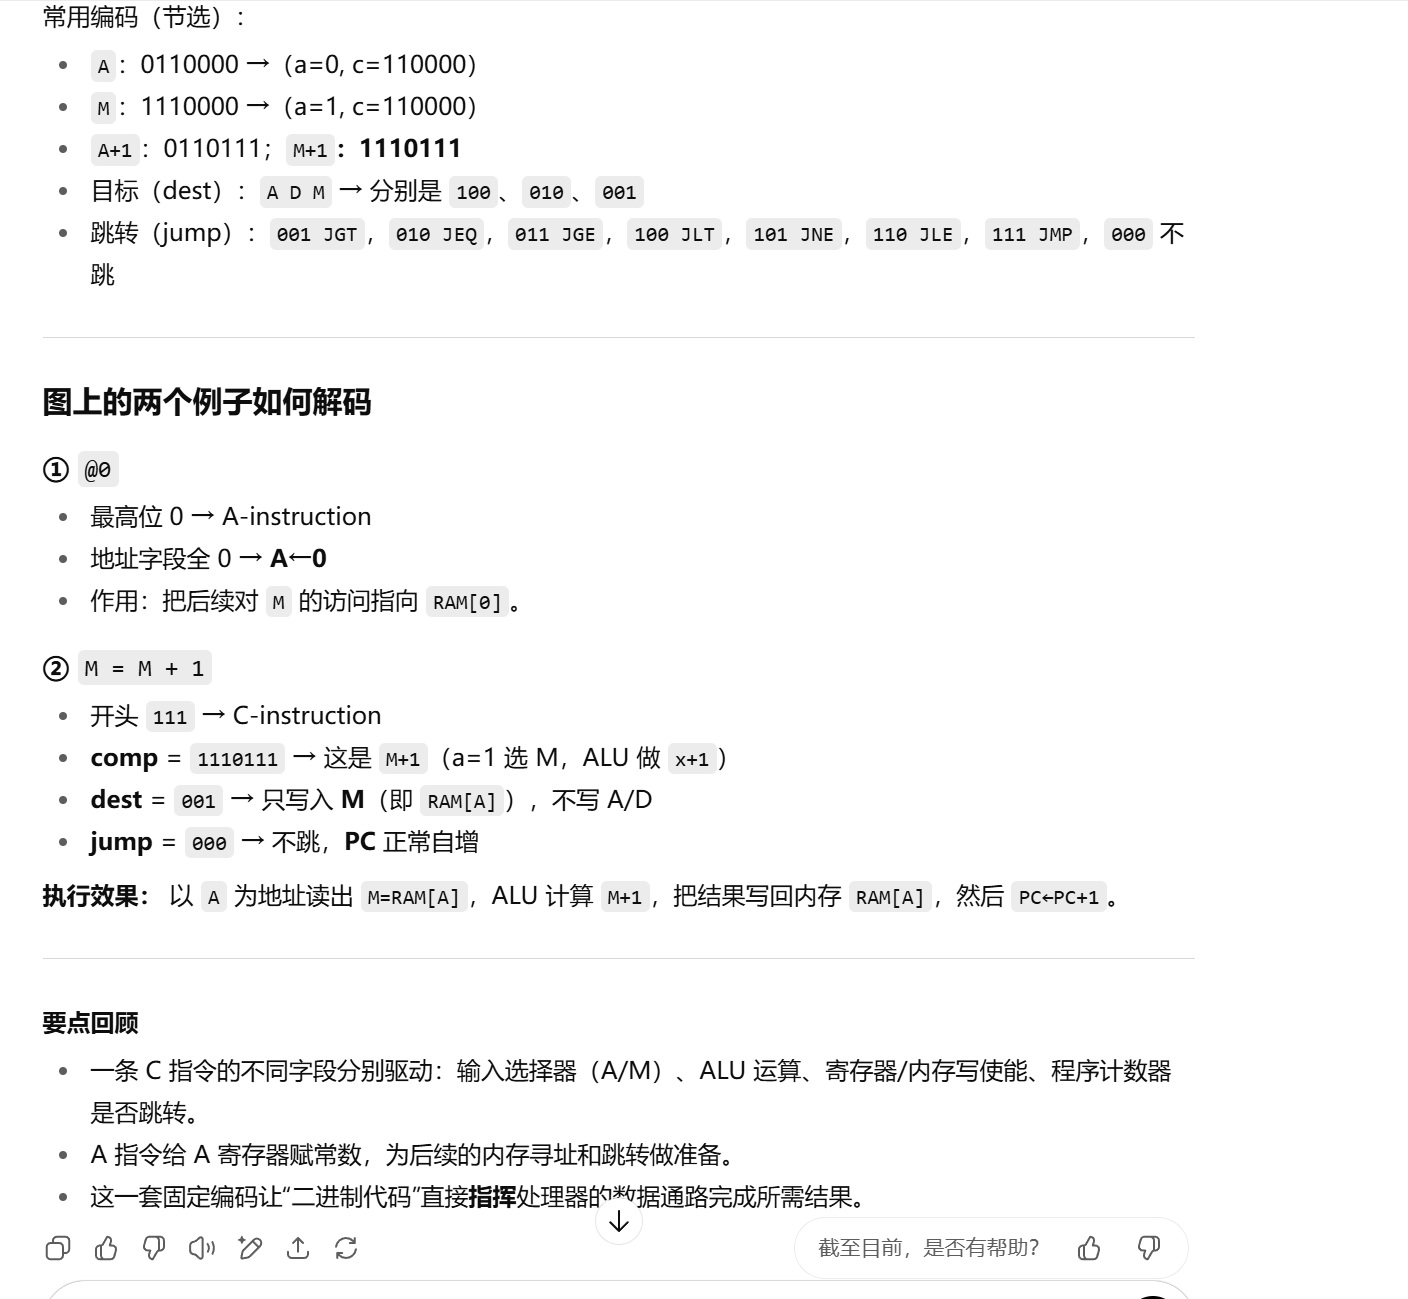 常用编码（节选）：
A：0110000 →（a=0, c=110000）
M：1110000 →（a=1, c=110000）
A+1：0110111；M+1：1110111
目标（dest）：A D M → 分别是 100、010、001
跳转（jump）：001 JGT，010 JEQ，011 JGE，100 JLT，101 JNE，110 JLE，111 JMP，000 不
跳
图上的两个例子如何解码
① @0
最高位 0 → A-instruction
地址字段全 0 → A←0
作用：把后续对 M 的访问指向 RAM[0]。
② M = M + 1
开头 111 → C-instruction
comp = 1110111 → 这是 M+1（a=1 选 M，ALU 做 x+1）
dest = 001 → 只写入 M（即 RAM[A]），不写 A/D
jump = 000 → 不跳，PC 正常自增
执行效果： 以 A 为地址读出 M=RAM[A]，ALU 计算 M+1，把结果写回内存 RAM[A]，然后 PC←PC+1。
要点回顾
一条 C 指令的不同字段分别驱动：输入选择器（A/M）、ALU 运算、寄存器/内存写使能、程序计数器
是否跳转。
A 指令给 A 寄存器赋常数，为后续的内存寻址和跳转做准备。
这一套固定编码让“二进制代码”直接指挥处理器的数据通路完成所需结果。
截至目前，是否有帮助？